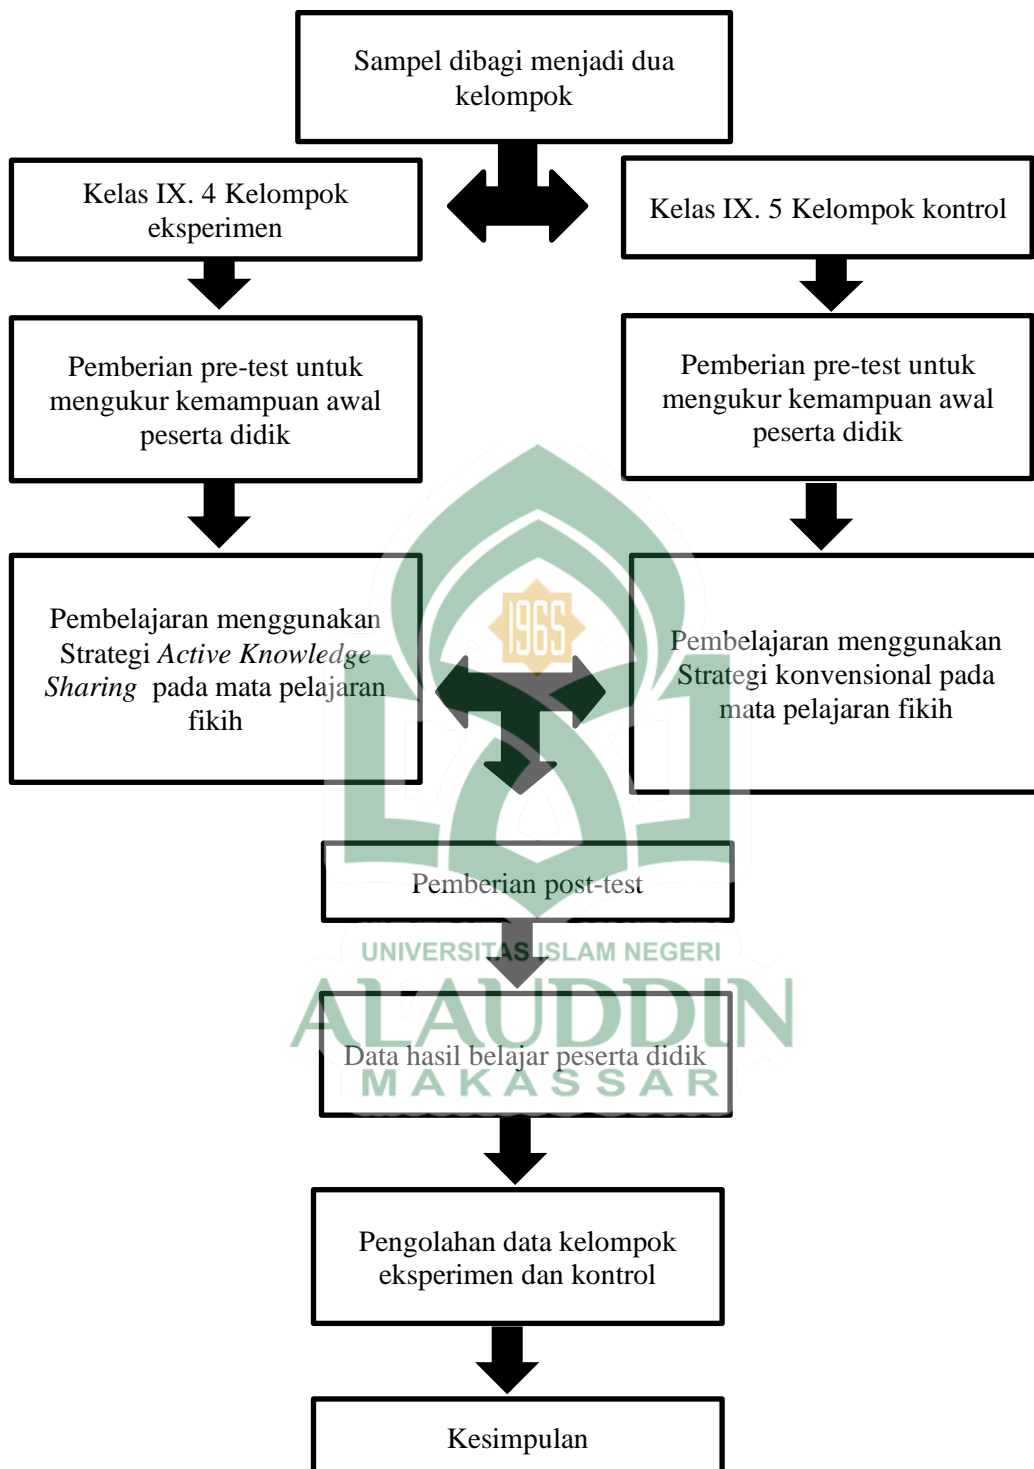 Sampel dibagi menjadi dua
kelompok
Kelas IX. 4 Kelompok
eksperimen
Kelas IX. 5 Kelompok kontrol
Pemberian pre-test untuk
mengukur kemampuan awal
peserta didik
Pemberian pre-test untuk
mengukur kemampuan awal
peserta didik
Pembelajaran menggunakan
Strategi Active Knowledge
Sharing pada mata pelajaran
fikih
1965
Pembelajaran menggunakan
Strategi konvensional pada
mata pelajaran fikih
Pemberian post-test
UNIVERSITAS ISLAM NEGERI
ALAUDDIN
Data hasil belajar peserta didik
MAKASSAR
Pengolahan data kelompok
eksperimen dan kontrol
Kesimpulan